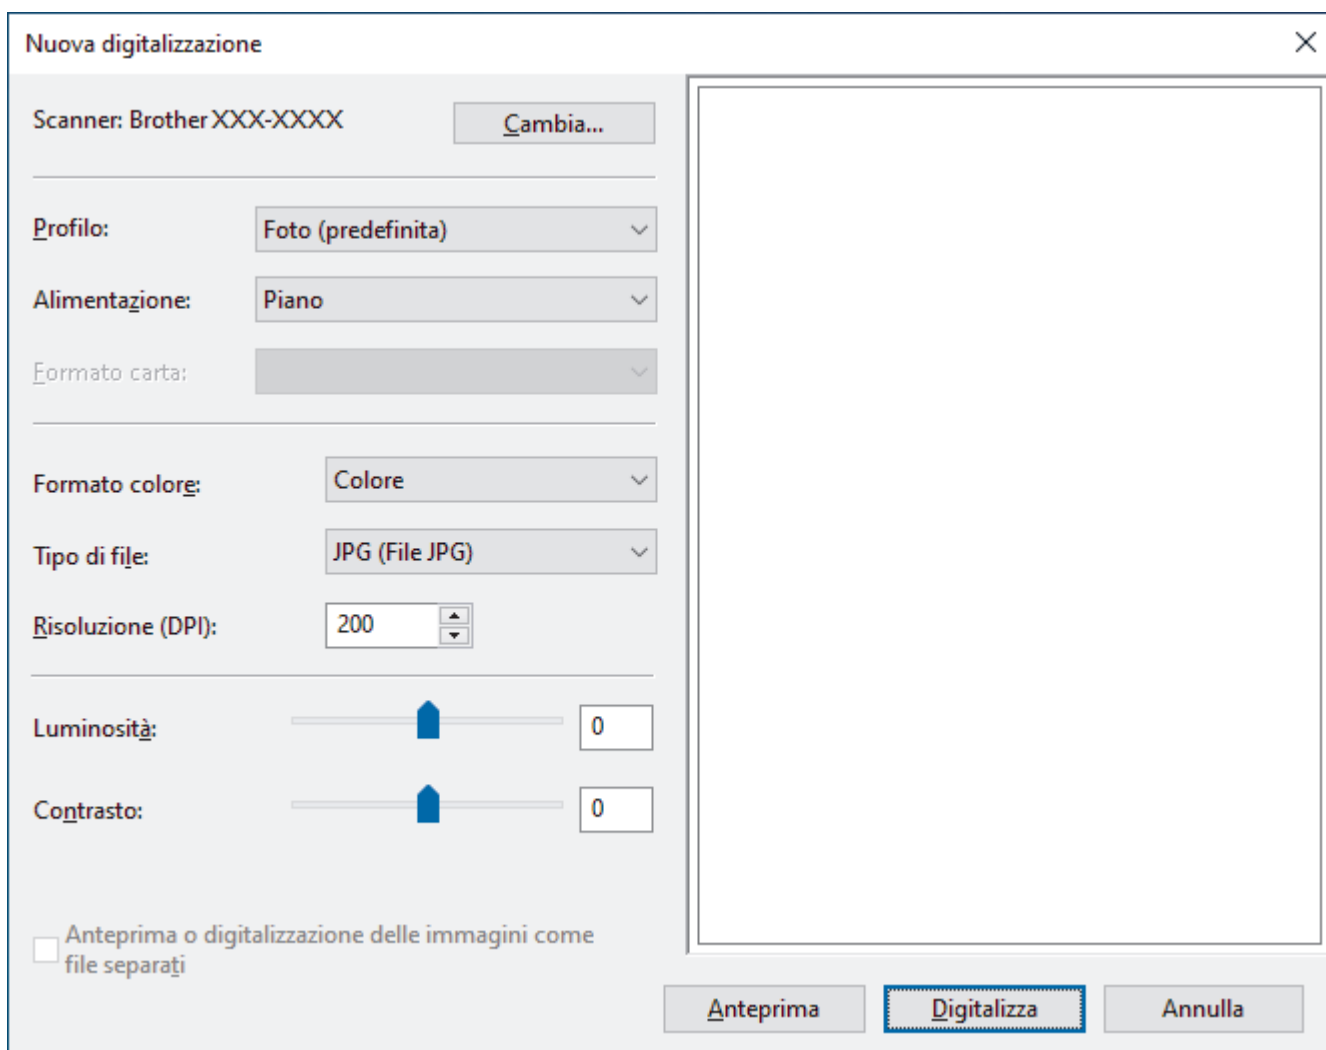 Nuova digitalizzazione
Scanner: Brother XXX-XXXX
Cambia...
Profilo:
Foto (predefinita)
Alimentazione:
Piano
Formato carta:
Formato colore:
Colore
Tipo di file:
JPG (File JPG)
Risoluzione (DPI):
200
Luminosità:
0
Contrasto:
0
Anteprima o digitalizzazione delle immagini come
file separati
Anteprima
Digitalizza
Annulla